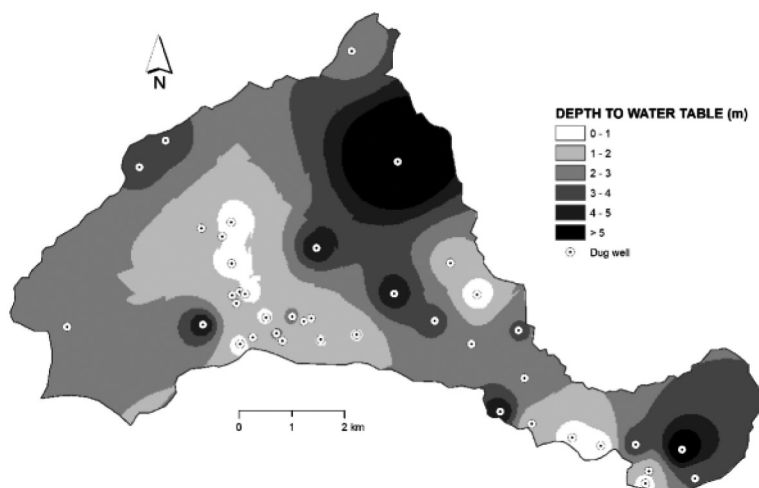 N
DEPTH TO WATER TABLE (m)
0 - 1
1 - 2
2 - 3
3 - 4
4 - 5
> 5
Dug well
0 1 2 km